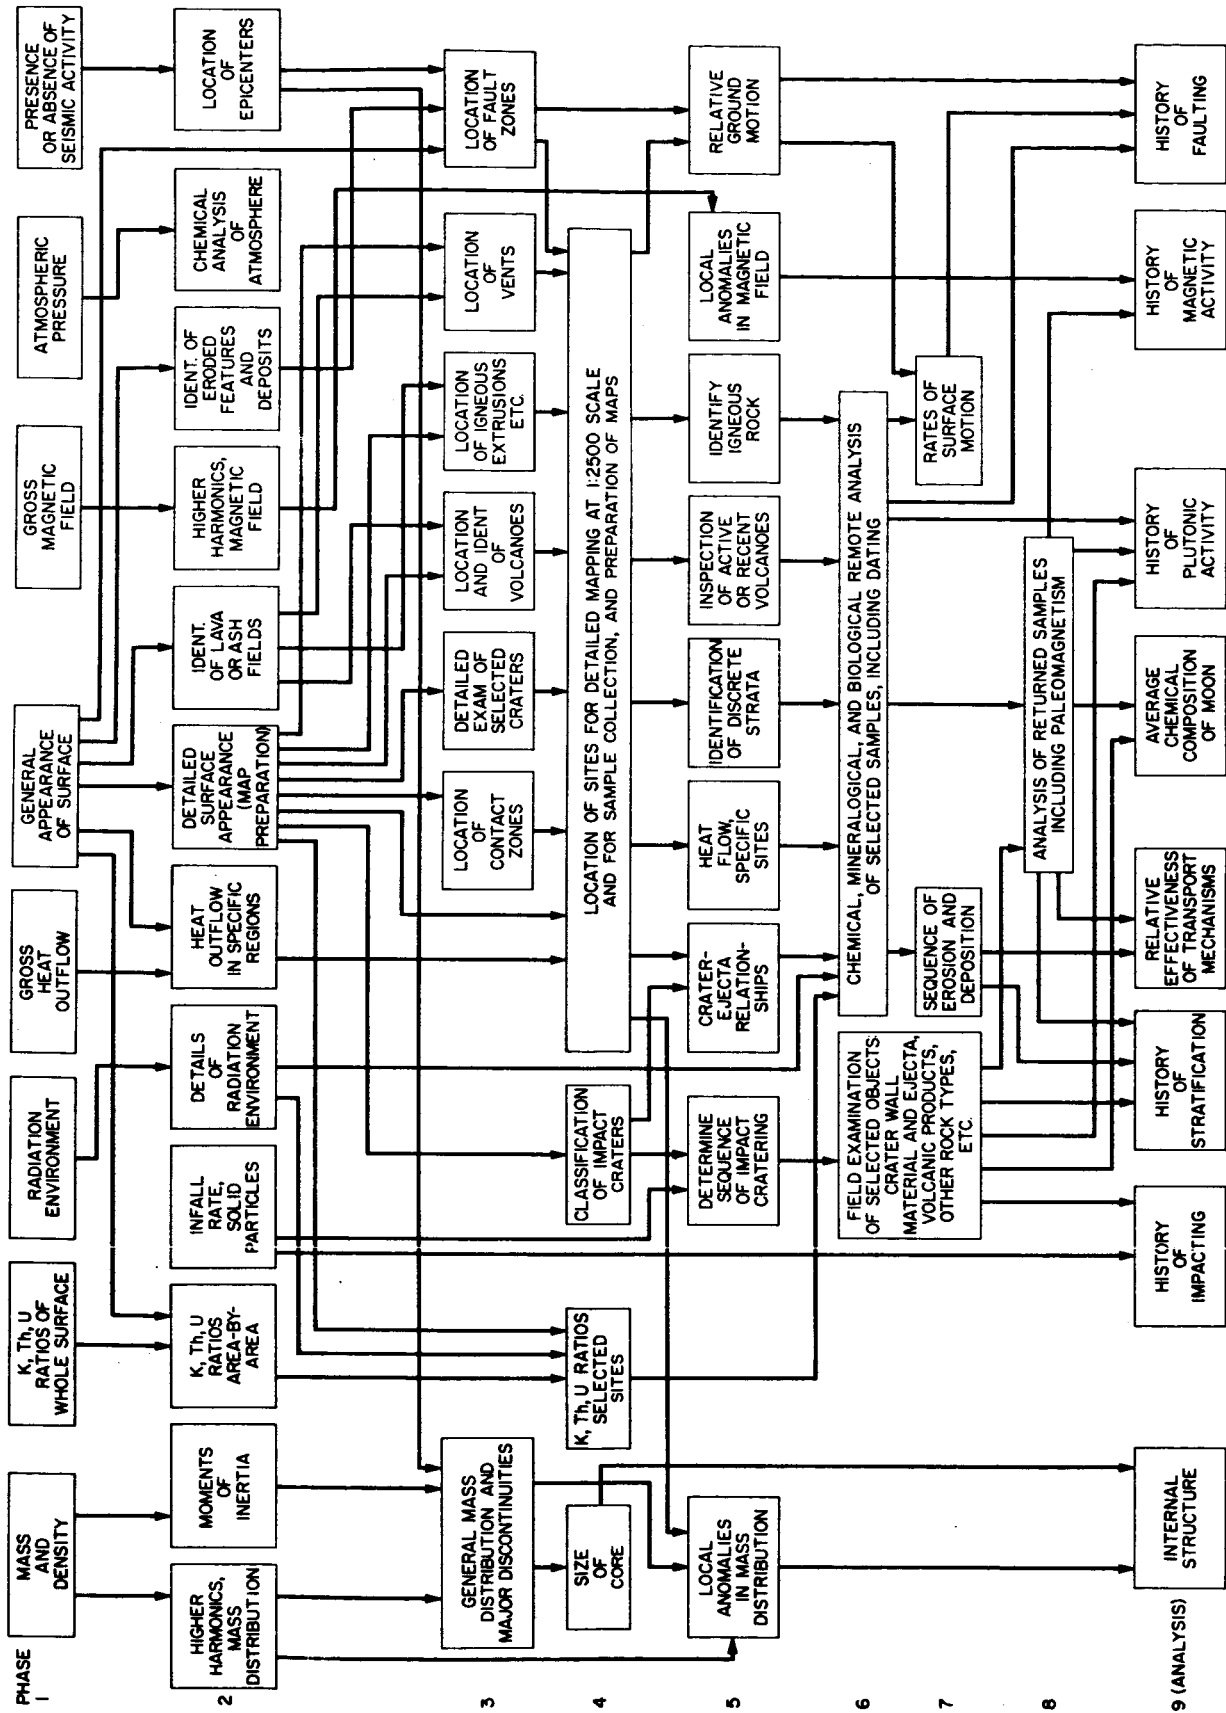 PHASE
1
MASS
AND
DENSITY
K, Th, U
RATIOS OF
WHOLE SURFACE
RADIATION
ENVIRONMENT
GROSS
HEAT
OUTFLOW
GENERAL
APPEARANCE
OF SURFACE
GROSS
MAGNETIC
FIELD
ATMOSPHERIC
PRESSURE
PRESENCE
OR ABSENCE OF
SEISMIC ACTIVITY
2
HIGHER
HARMONICS,
MASS
DISTRIBUTION
MOMENTS
OF
INERTIA
K, Th, U
RATIOS
AREA-BY-
AREA
INFALL
RATE,
SOLID
PARTICLES
DETAILS
OF
RADIATION
ENVIRONMENT
HEAT
OUTFLOW
IN SPECIFIC
REGIONS
DETAILED
SURFACE
APPEARANCE
(MAP
PREPARATION)
IDENT.
OF LAVA
OR ASH
FIELDS
HIGHER
HARMONICS,
MAGNETIC
FIELD
IDENT. OF
ERODED
FEATURES
AND
DEPOSITS
CHEMICAL
ANALYSIS
OF
ATMOSPHERE
LOCATION
OF
EPICENTERS
3
GENERAL MASS
DISTRIBUTION AND
MAJOR DISCONTINUITIES
LOCATION
OF
CONTACT
ZONES
DETAILED
EXAM OF
SELECTED
CRATERS
LOCATION
AND IDENT
OF
VOLCANOES
LOCATION
OF IGNEOUS
EXTRUSIONS
ETC.
LOCATION
OF
VENTS
LOCATION
OF FAULT
ZONES
4
SIZE
OF
CORE
K, Th, U RATIOS
SELECTED
SITES
CLASSIFICATION
OF IMPACT
CRATERS
LOCATION OF SITES FOR DETAILED MAPPING AT 1:2500 SCALE
AND FOR SAMPLE COLLECTION, AND PREPARATION OF MAPS
5
LOCAL
ANOMALIES
IN MASS
DISTRIBUTION
DETERMINE
SEQUENCE
OF IMPACT
CRATERING
CRATER-
EJECTA
RELATION-
SHIPS
HEAT
FLOW,
SPECIFIC
SITES
IDENTIFICATION
OF DISCRETE
STRATA
INSPECTION
OF ACTIVE
OR RECENT
VOLCANOES
IDENTIFY
IGNEOUS
ROCK
LOCAL
ANOMALIES
IN MAGNETIC
FIELD
RELATIVE
GROUND
MOTION
6
FIELD EXAMINATION
OF SELECTED OBJECTS:
CRATER WALL
MATERIAL AND EJECTA,
VOLCANIC PRODUCTS,
OTHER ROCK TYPES,
ETC.
CHEMICAL, MINERALOGICAL, AND BIOLOGICAL REMOTE ANALYSIS
OF SELECTED SAMPLES, INCLUDING DATING
7
SEQUENCE OF
EROSION AND
DEPOSITION
RATES OF
SURFACE
MOTION
8
ANALYSIS OF RETURNED SAMPLES
INCLUDING PALEOMAGNETISM
9 (ANALYSIS)
INTERNAL
STRUCTURE
HISTORY
OF
IMPACTING
HISTORY
OF
STRATIFICATION
RELATIVE
EFFECTIVENESS
OF TRANSPORT
MECHANISMS
AVERAGE
CHEMICAL
COMPOSITION
OF MOON
HISTORY
OF
PLUTONIC
ACTIVITY
HISTORY
OF
MAGNETIC
ACTIVITY
HISTORY
OF
FAULTING